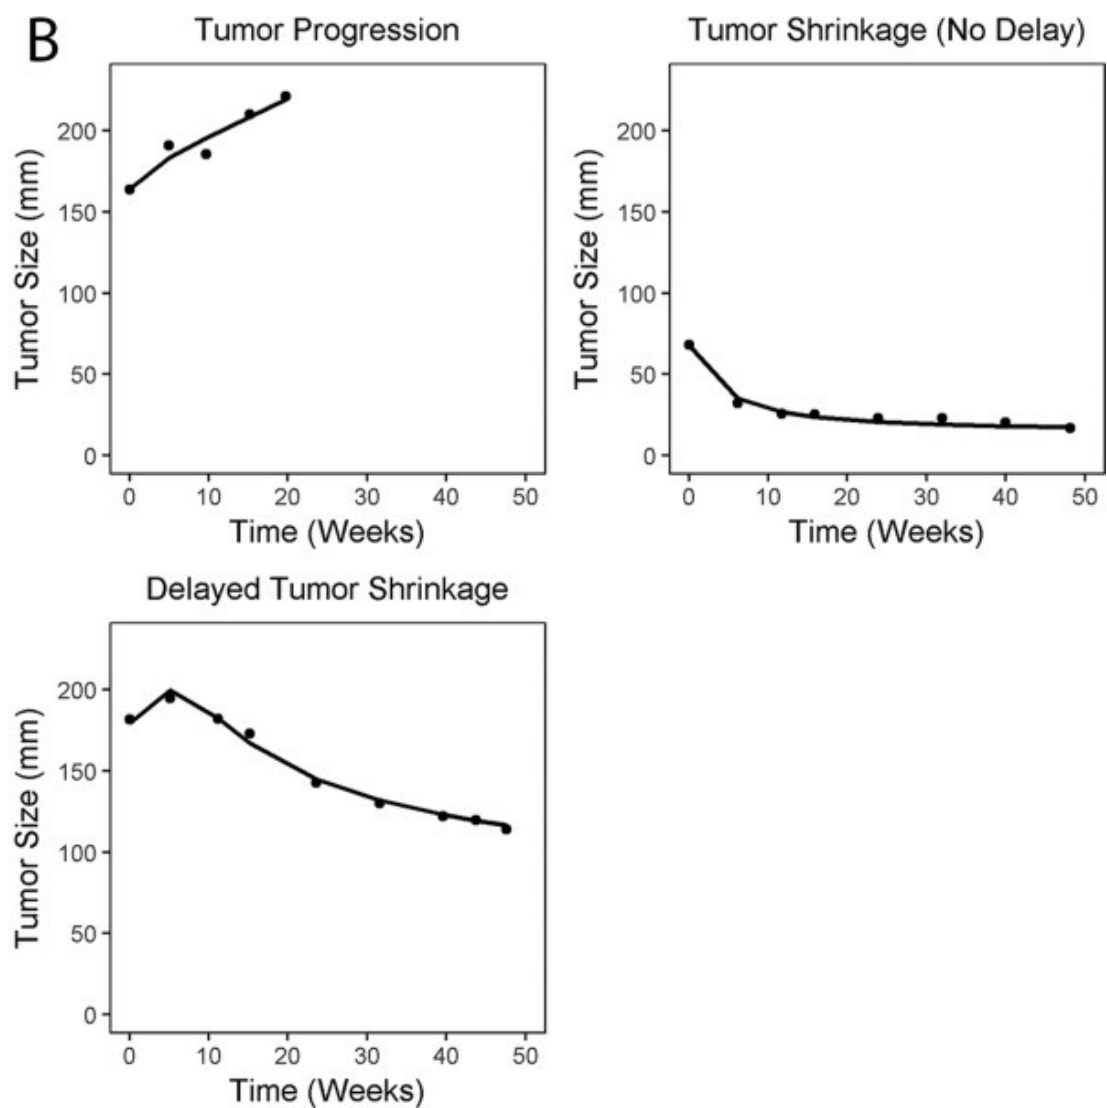 B
Tumor Progression
Tumor Size (mm)
200
150
100
50
0
0 10 20 30 40 50
Time (Weeks)
Tumor Shrinkage (No Delay)
Tumor Size (mm)
200
150
100
50
0
0 10 20 30 40 50
Time (Weeks)
Delayed Tumor Shrinkage
Tumor Size (mm)
200
150
100
50
0
0 10 20 30 40 50
Time (Weeks)